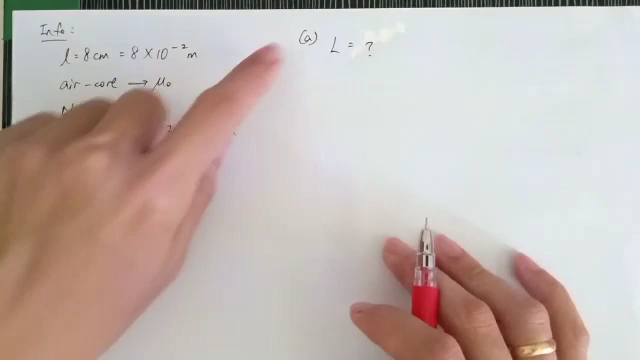 Info:
l = 8 cm = 8 × 10⁻² m
air-core → μ₀
(a) L = ?